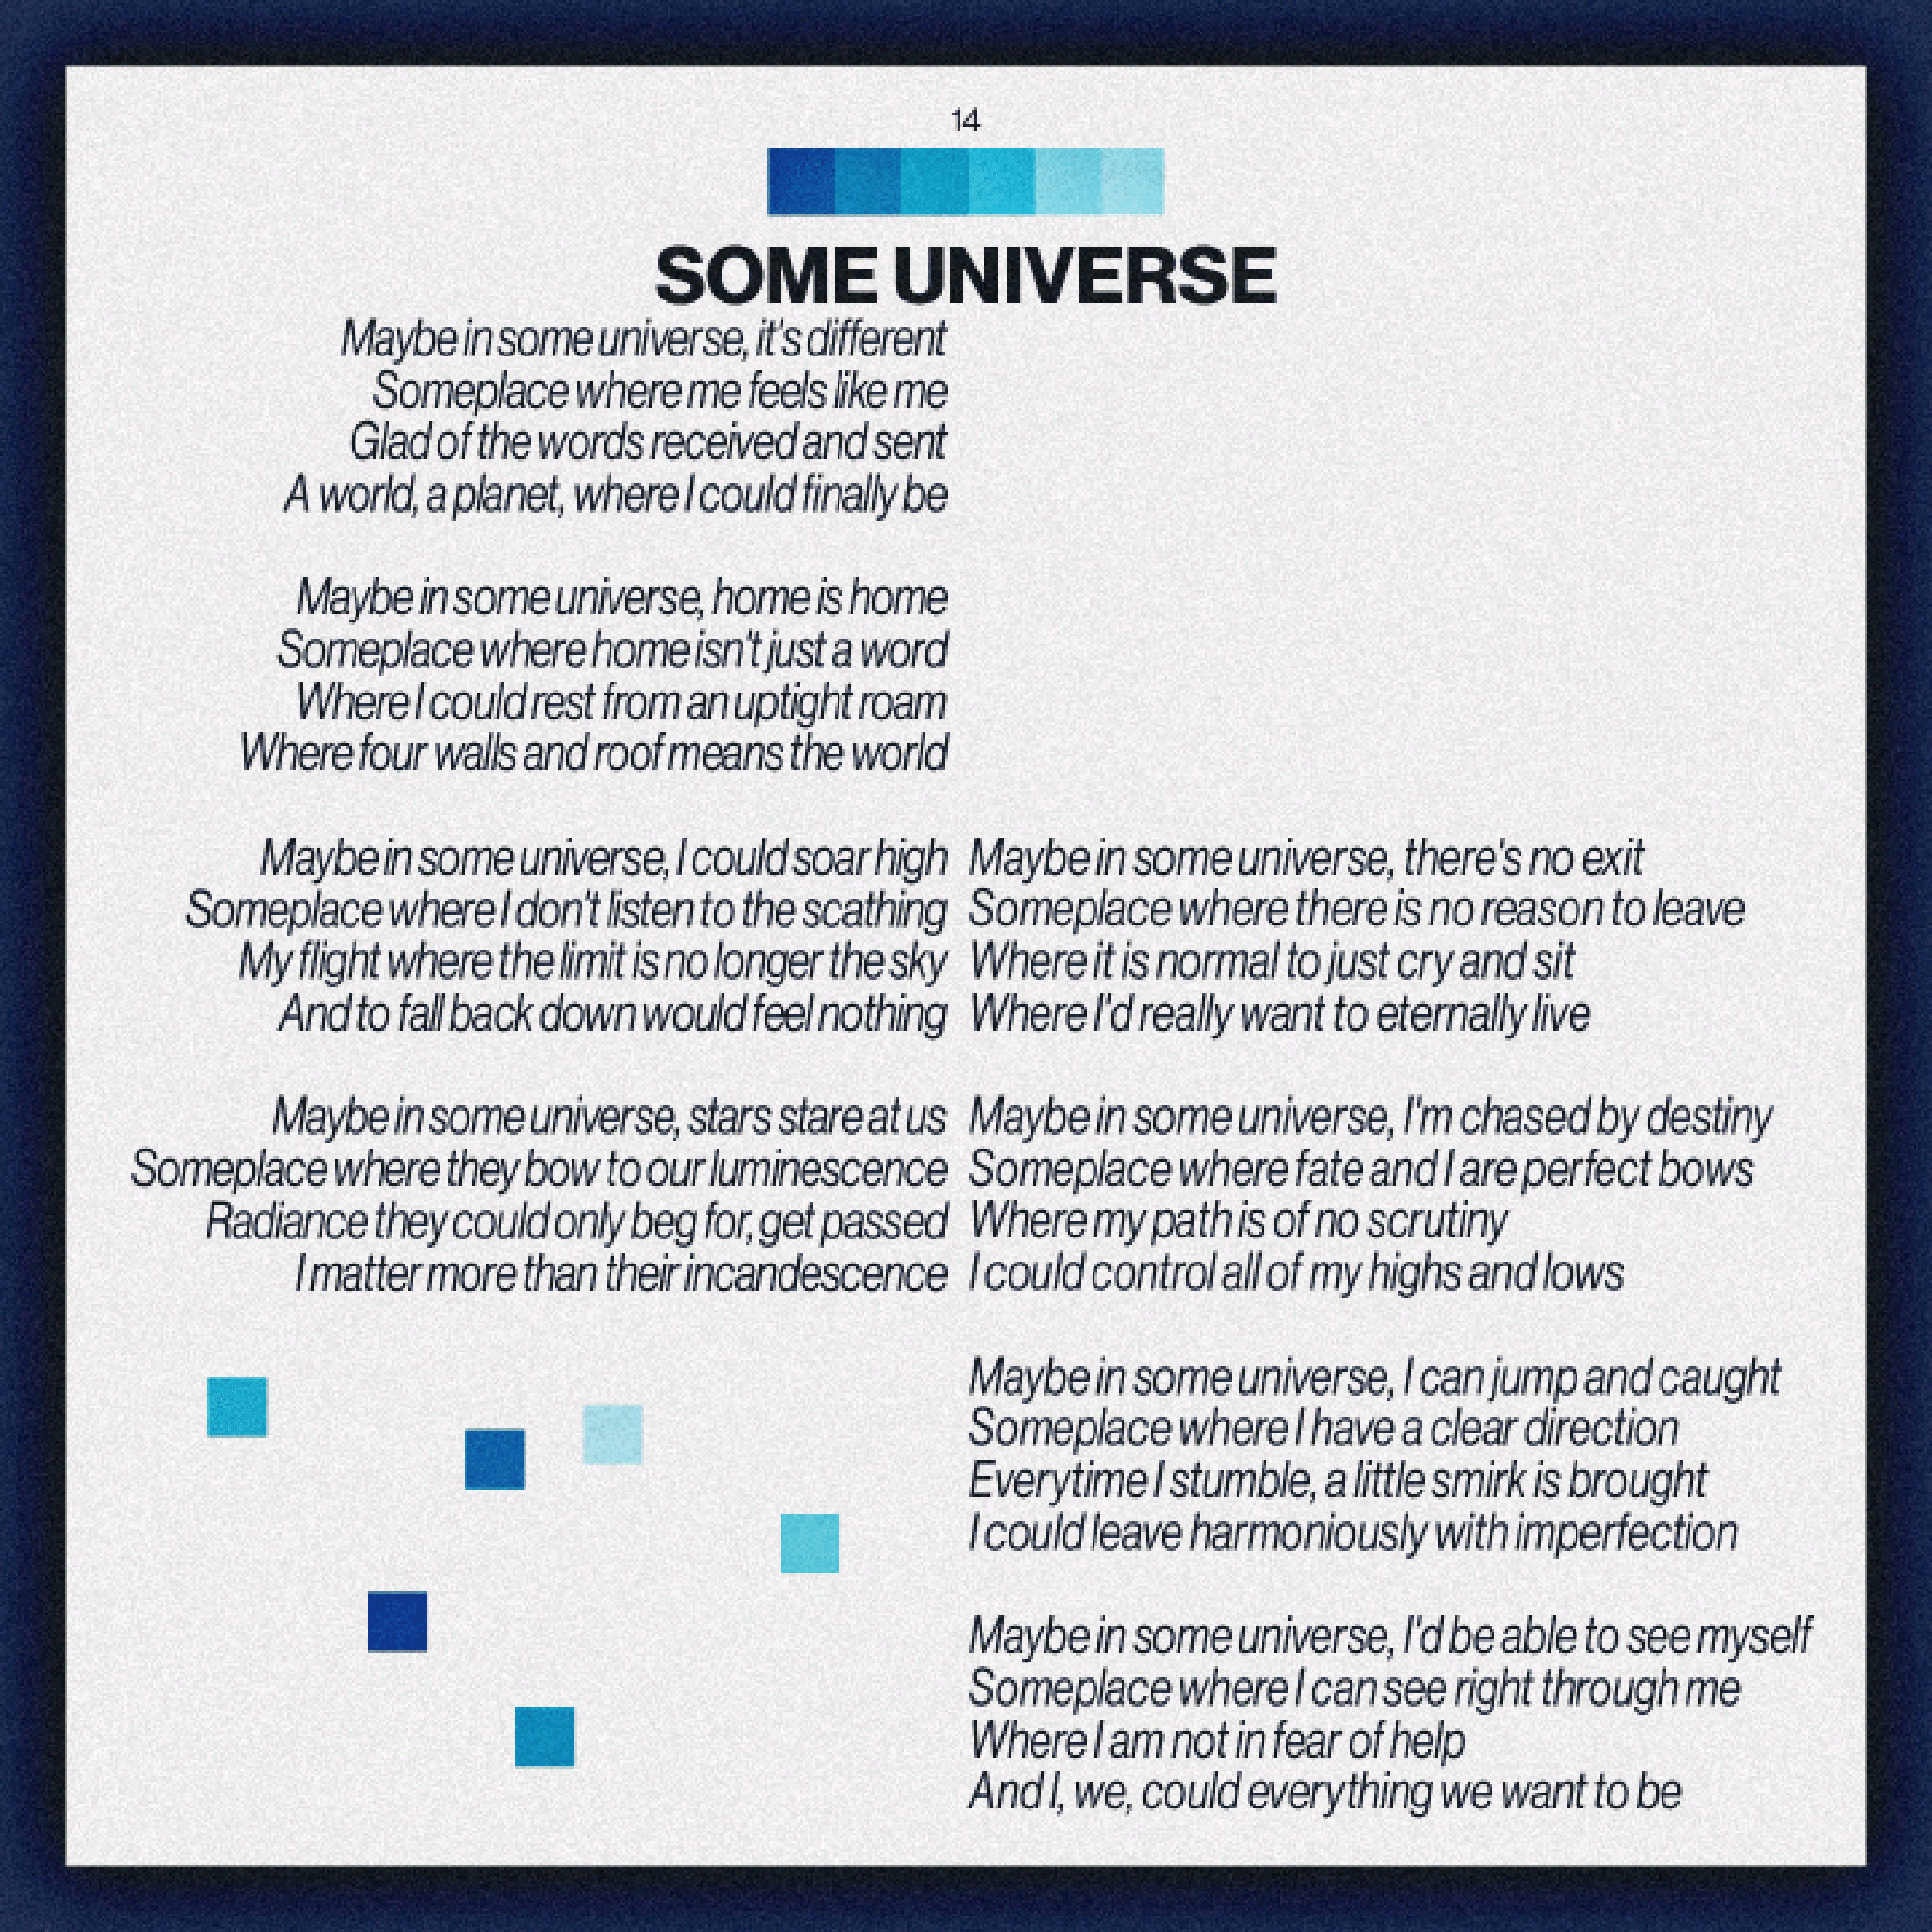 14
SOME UNIVERSE
Maybe in some universe, it's different
Someplace where me feels like me
Glad of the words received and sent
A world, a planet, where I could finally be
Maybe in some universe, home is home
Someplace where home isn't just a word
Where I could rest from an uptight roam
Where four walls and roof means the world
Maybe in some universe, I could soar high
Someplace where I don't listen to the scathing
My flight where the limit is no longer the sky
And to fall back down would feel nothing
Maybe in some universe, stars stare at us
Someplace where they bow to our luminescence
Radiance they could only beg for, get passed
I matter more than their incandescence
Maybe in some universe, there's no exit
Someplace where there is no reason to leave
Where it is normal to just cry and sit
Where I'd really want to eternally live
Maybe in some universe, I'm chased by destiny
Someplace where fate and I are perfect bows
Where my path is of no scrutiny
I could control all of my highs and lows
Maybe in some universe, I can jump and caught
Someplace where I have a clear direction
Everytime I stumble, a little smirk is brought
I could leave harmoniously with imperfection
Maybe in some universe, I'd be able to see myself
Someplace where I can see right through me
Where I am not in fear of help
And I, we, could everything we want to be